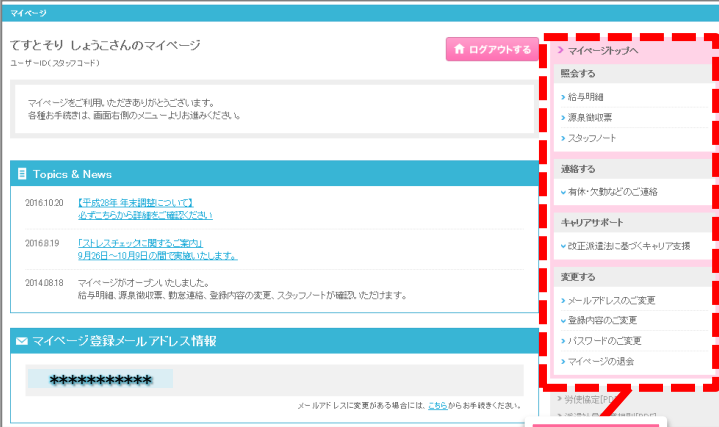 マイページ
てすとそり しょうこさんのマイページ
ユーザーID(スタッフコード)
ログアウトする
マイページをご利用いただきありがとうございます。
各種お手続きは、画面右側のメニューよりお進みください。
Topics & News
2016.10.20 【平成28年 年末調整について】
必ずこちらから詳細をご確認ください
2016.8.19 「ストレスチェックに関するご案内」
9月26日～10月9日の間で実施いたします。
2014.08.18 マイページがオープンいたしました。
給与明細、源泉徴収票、勤怠連絡、登録内容の変更、スタッフノートが確認いただけます。
マイページ登録メールアドレス情報
***********
メールアドレスに変更がある場合には、こちらからお手続きください。
マイページトップへ
照会する
給与明細
源泉徴収票
スタッフノート
連絡する
有休・欠勤などのご連絡
キャリアサポート
改正派遣法に基づくキャリア支援
変更する
メールアドレスのご変更
登録内容のご変更
パスワードのご変更
マイページの退会
労使協定[PD